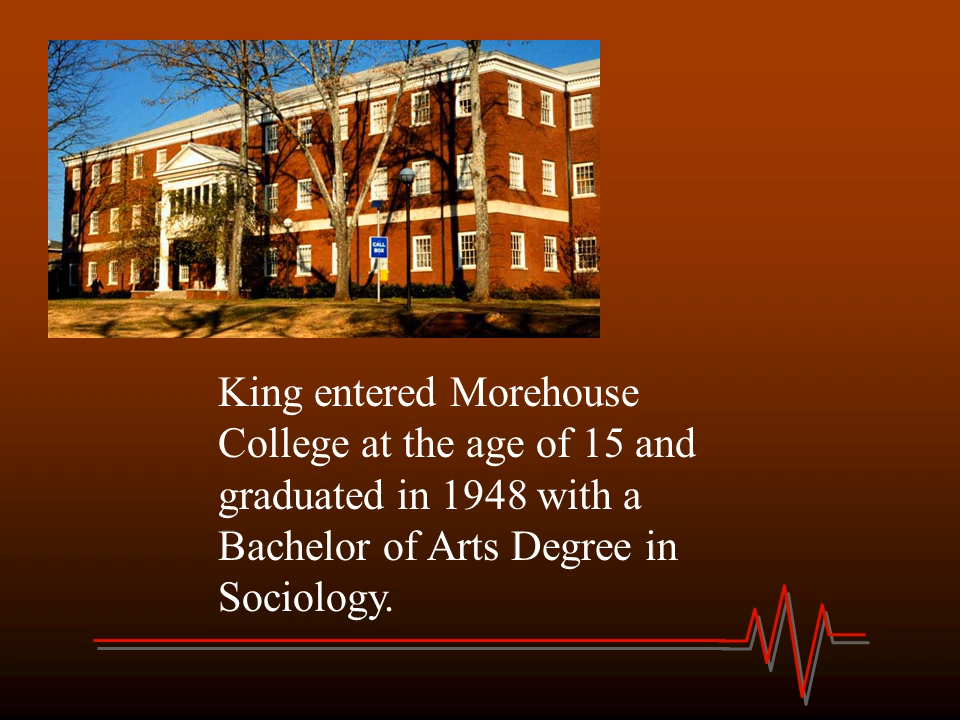 CALL
BOX
King entered Morehouse
College at the age of 15 and
graduated in 1948 with a
Bachelor of Arts Degree in
Sociology.